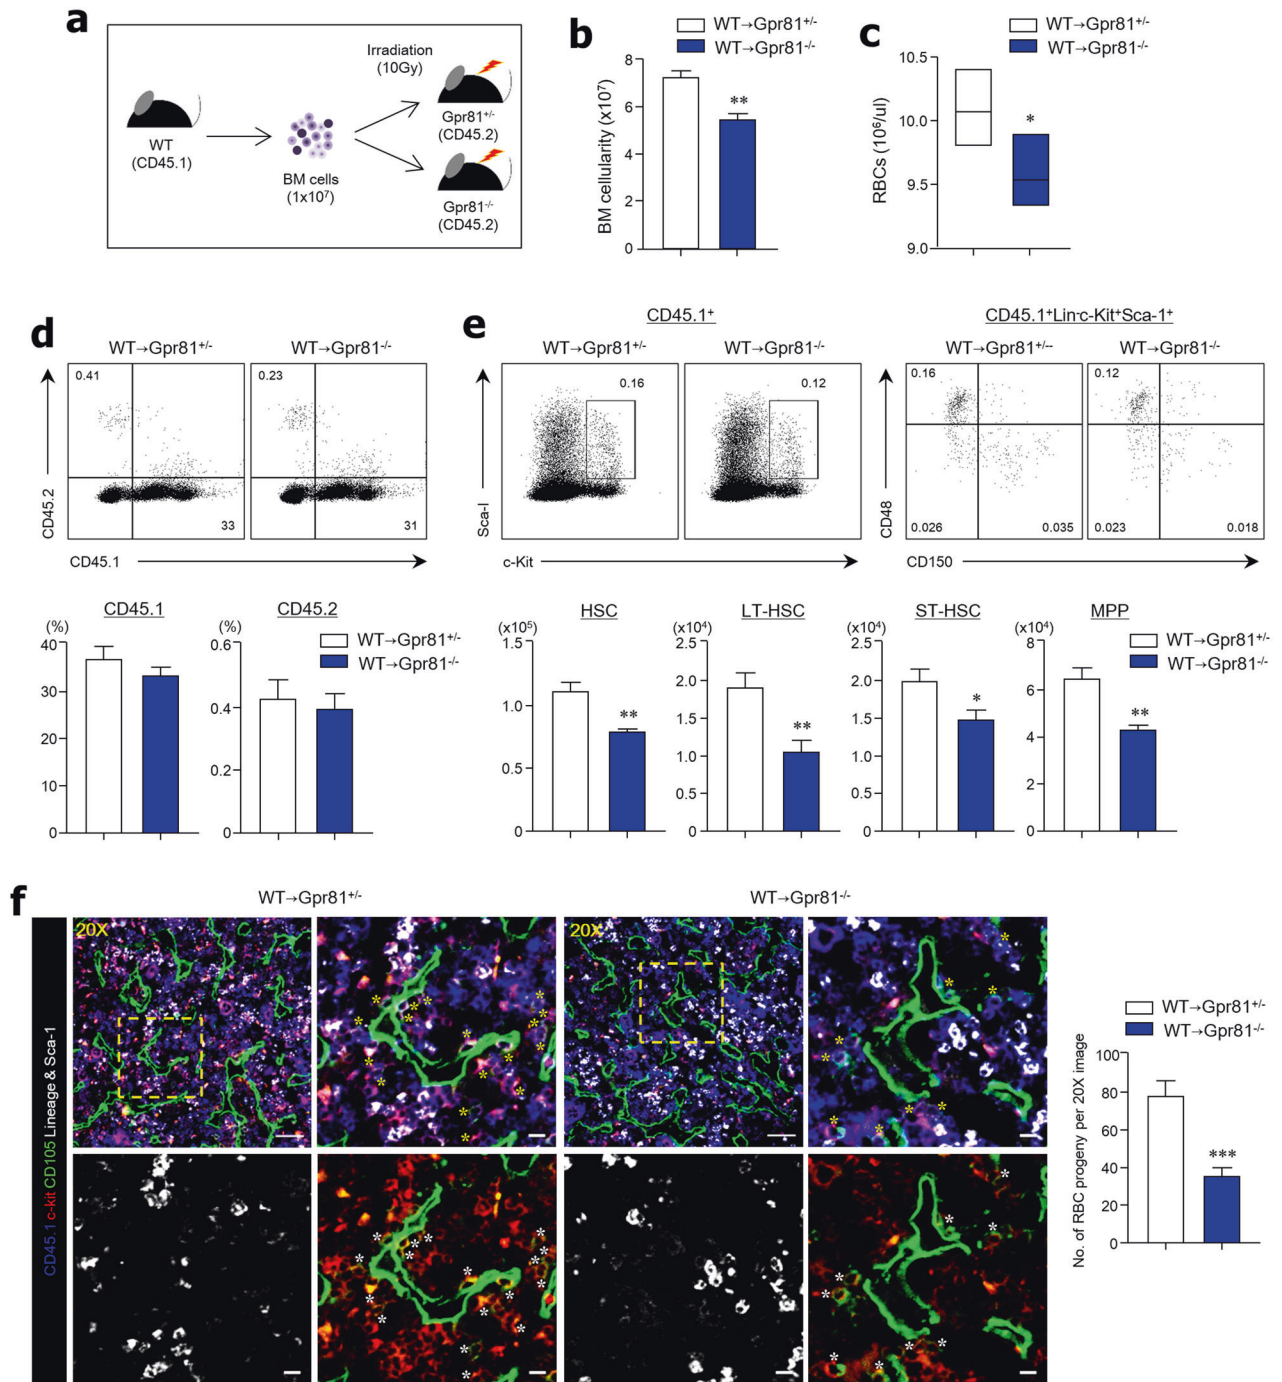 a
Irradiation
(10Gy)
WT
(CD45.1)
BM cells
(1x10⁷)
Gpr81⁺/⁻
(CD45.2)
Gpr81⁻/⁻
(CD45.2)
b
WT→Gpr81⁺/⁻
WT→Gpr81⁻/⁻
BM cellularity (x10⁷)
8
6
4
2
0
**
c
WT→Gpr81⁺/⁻
WT→Gpr81⁻/⁻
RBCs (10⁶/ul)
10.5
10.0
9.5
9.0
*
d
WT→Gpr81⁺/⁻
WT→Gpr81⁻/⁻
0.41
33
0.23
31
CD45.2
CD45.1
CD45.1
(%)
40
30
20
10
0
CD45.2
(%)
0.6
0.4
0.2
0
WT→Gpr81⁺/⁻
WT→Gpr81⁻/⁻
e
CD45.1⁺
WT→Gpr81⁺/⁻
WT→Gpr81⁻/⁻
0.16
0.12
Sca-I
c-Kit
CD45.1⁺Lin⁻c-Kit⁺Sca-1⁺
WT→Gpr81⁺/⁻⁻
WT→Gpr81⁻/⁻
0.16
0.026
0.035
0.12
0.023
0.018
CD48
CD150
HSC
(x10⁵)
1.5
1.0
0.5
0
**
LT-HSC
(x10⁴)
2.5
2.0
1.5
1.0
0.5
0
**
ST-HSC
(x10⁴)
2.5
2.0
1.5
1.0
0.5
0
*
MPP
(x10⁴)
8
6
4
2
0
**
WT→Gpr81⁺/⁻
WT→Gpr81⁻/⁻
f
WT→Gpr81⁺/⁻
WT→Gpr81⁻/⁻
CD45.1 c-kit CD105 Lineage & Sca-1
20X
20X
WT→Gpr81⁺/⁻
WT→Gpr81⁻/⁻
No. of RBC progeny per 20X image
100
80
60
40
20
0
***